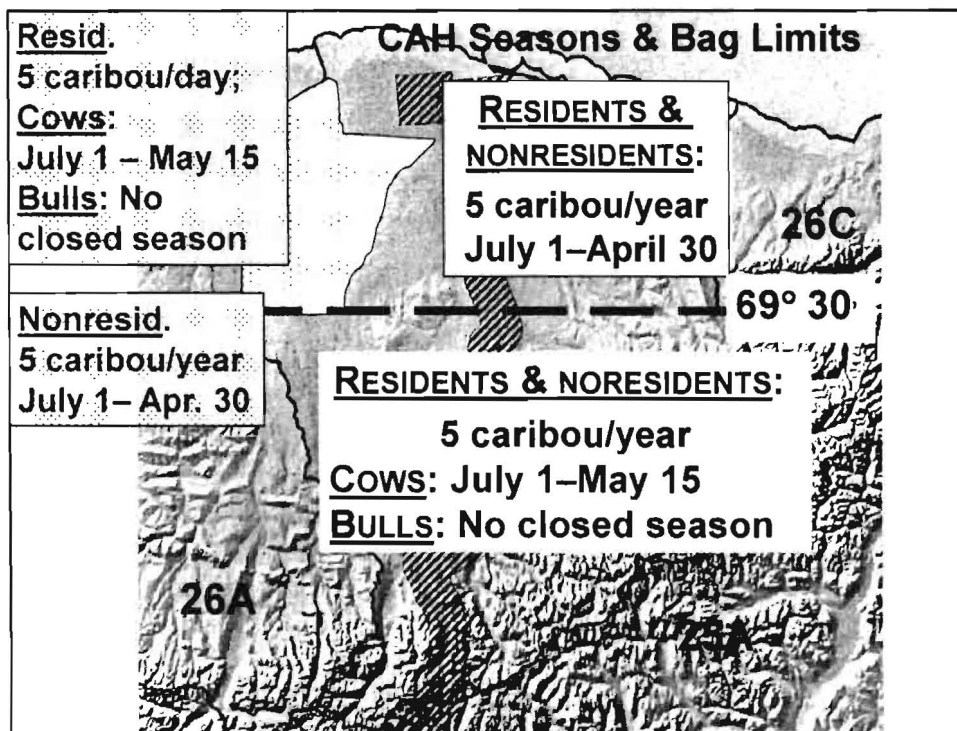 CAH Seasons & Bag Limits
Resid.
5 caribou/day;
Cows:
July 1 – May 15
Bulls: No
closed season
RESIDENTS &
NONRESIDENTS:
5 caribou/year
July 1–April 30
26C
69° 30'
Nonresid.
5 caribou/year
July 1– Apr. 30
RESIDENTS & NORESIDENTS:
5 caribou/year
COWS: July 1–May 15
BULLS: No closed season
26A